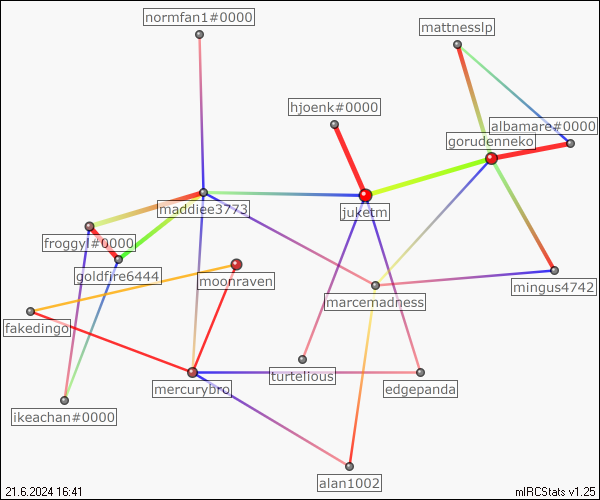 normfan1#0000
mattnesslp
hjoenk#0000
albamare#0000
gorudenneko
maddiee3773
juketm
froggyl#0000
goldfire6444
moonraven
mingus4742
marcemadness
fakedingo
turtelious
mercurybro
edgepanda
ikeachan#0000
alan1002
21.6.2024 16:41
mIRCStats v1.25